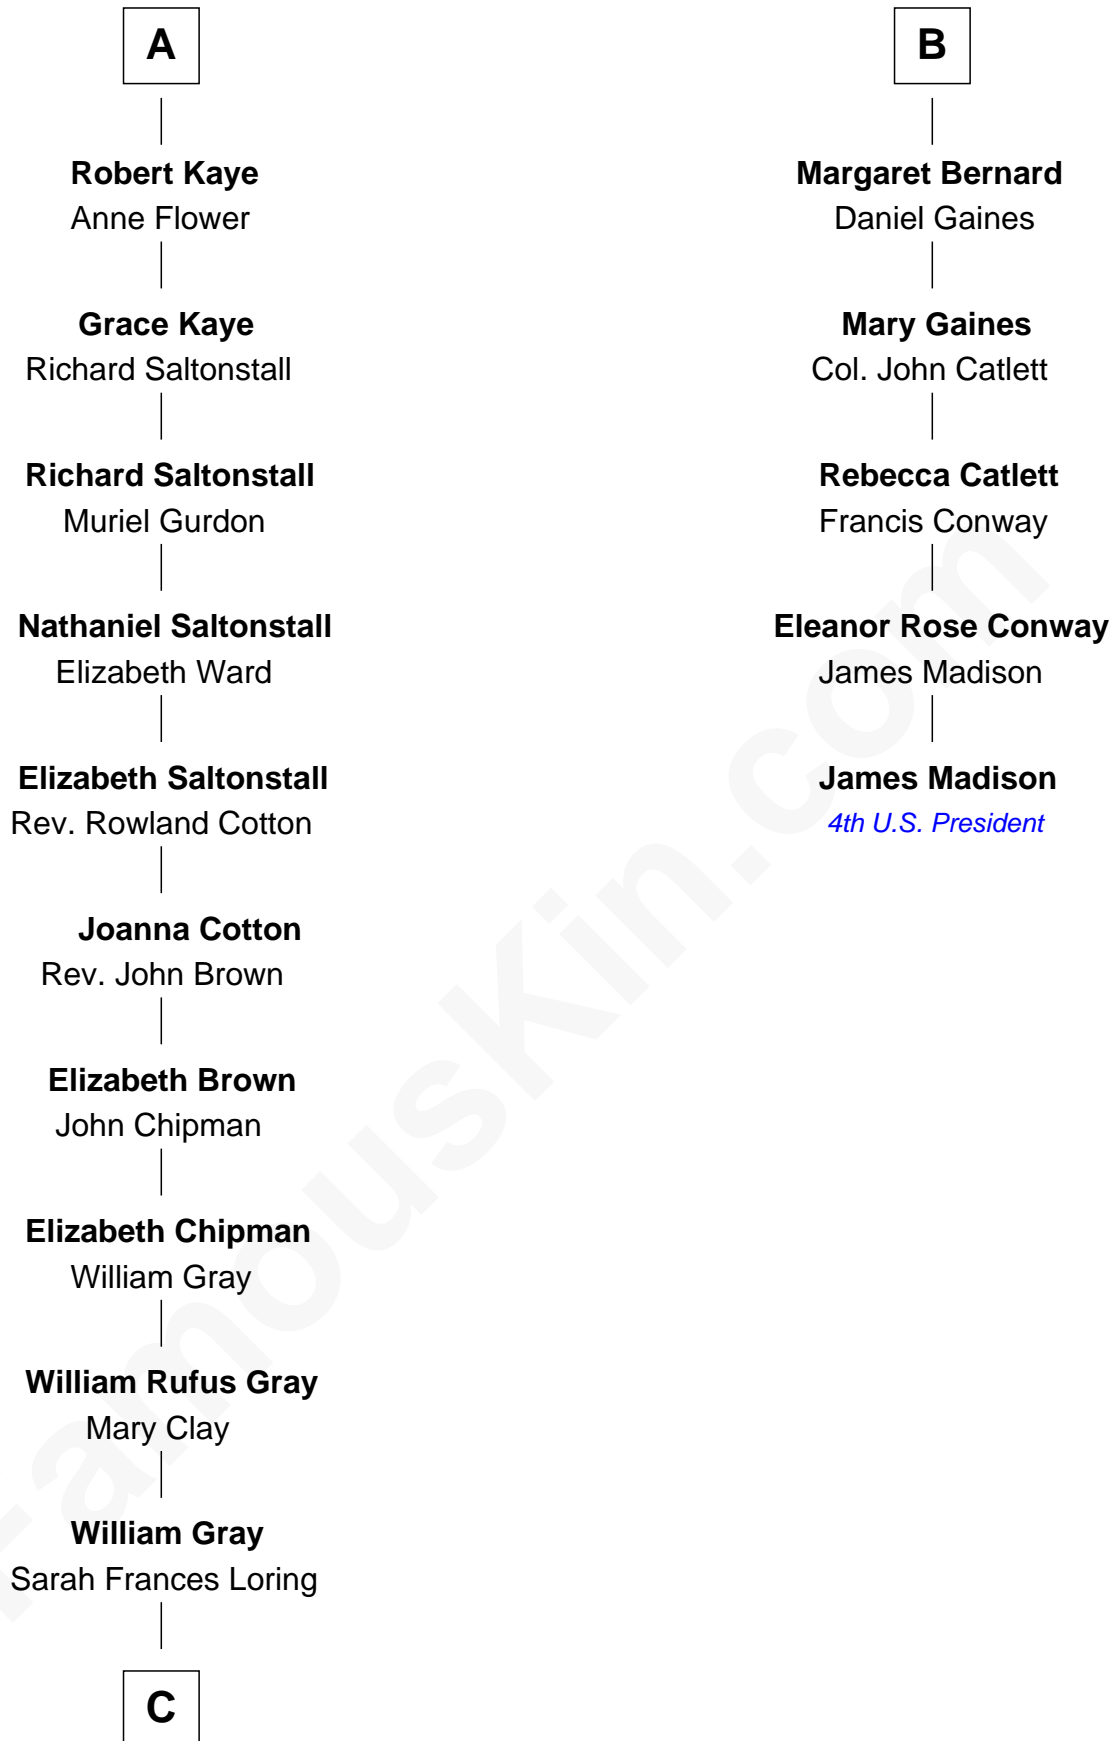 A
Robert Kaye
Anne Flower
Grace Kaye
Richard Saltonstall
Richard Saltonstall
Muriel Gurdon
Nathaniel Saltonstall
Elizabeth Ward
Elizabeth Saltonstall
Rev. Rowland Cotton
Joanna Cotton
Rev. John Brown
Elizabeth Brown
John Chipman
Elizabeth Chipman
William Gray
William Rufus Gray
Mary Clay
William Gray
Sarah Frances Loring
C
B
Margaret Bernard
Daniel Gaines
Mary Gaines
Col. John Catlett
Rebecca Catlett
Francis Conway
Eleanor Rose Conway
James Madison
James Madison
4th U.S. President
FamousKin.com